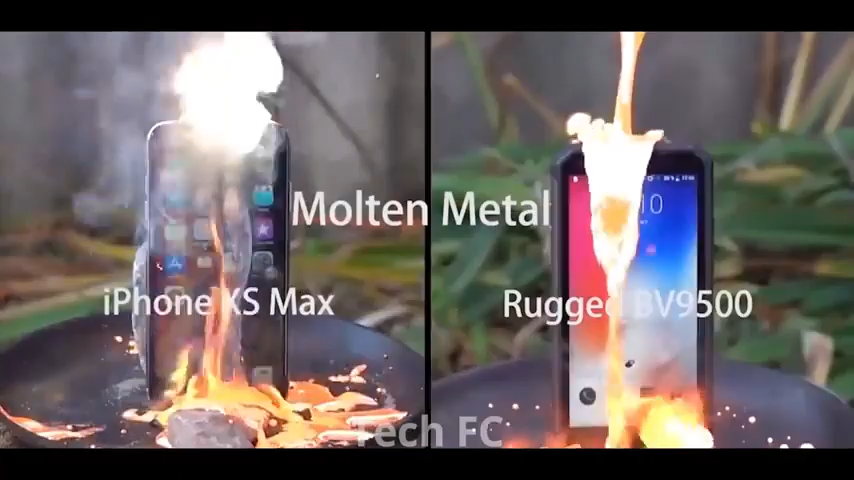 Molten Metal
iPhone XS Max
Rugged BV9500
Tech FC